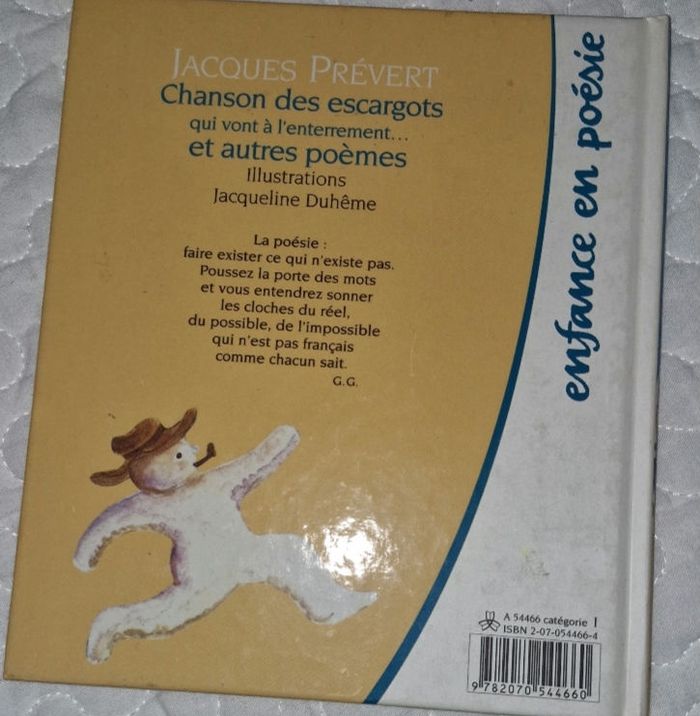 JACQUES PRÉVERT
Chanson des escargots
qui vont à l'enterrement...
et autres poèmes
Illustrations
Jacqueline Duhême
La poésie :
faire exister ce qui n'existe pas.
Poussez la porte des mots
et vous entendrez sonner
les cloches du réel,
du possible, de l'impossible
qui n'est pas français
comme chacun sait.
G.G.
enfance en poésie
A 54466 catégorie 1
ISBN 2-07-054466-4
9 782070 544660